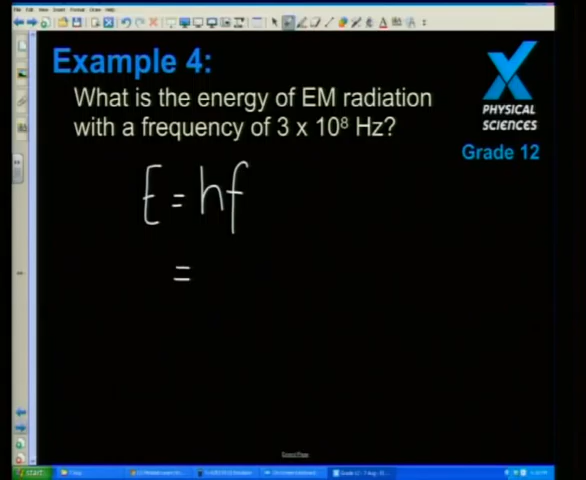 Example 4:
What is the energy of EM radiation
with a frequency of 3 x 10⁸ Hz?
PHYSICAL
SCIENCES
Grade 12
E = hf
=
start